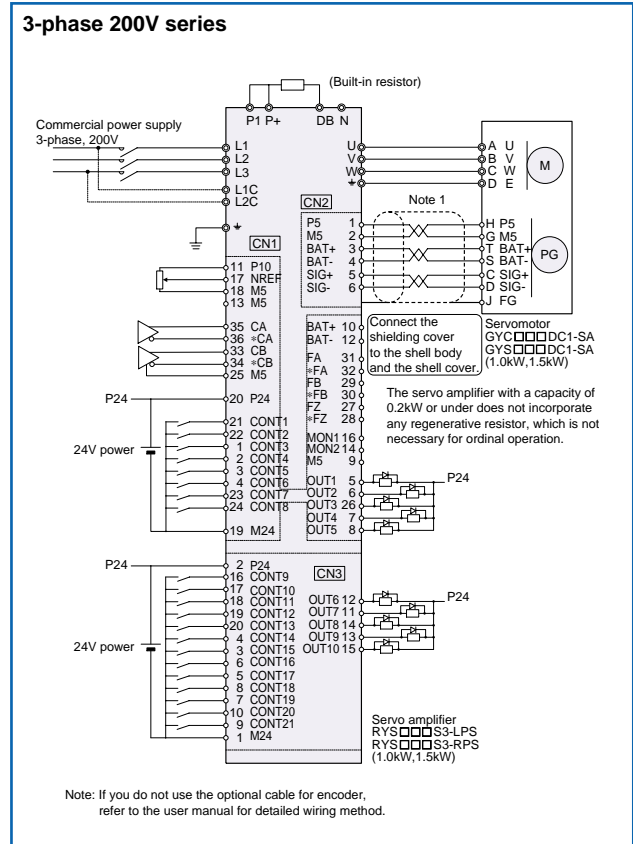 3-phase 200V series
(Built-in resistor)
P1 P+ DB N
Commercial power supply
3-phase, 200V
L1
L2
L3
L1C
L2C
U
V
W
A U
B V
C W
D E
M
CN2
Note 1
P5 1
M5 2
BAT+ 3
BAT- 4
SIG+ 5
SIG- 6
H P5
G M5
T BAT+
S BAT-
C SIG+
D SIG-
J FG
PG
CN1
11 P10
17 NREF
18 M5
13 M5
35 CA
36 *CA
33 CB
34 *CB
25 M5
P24
20 P24
21 CONT1
22 CONT2
1 CONT3
2 CONT4
3 CONT5
4 CONT6
23 CONT7
24 CONT8
19 M24
24V power
BAT+ 10
BAT- 12
FA 31
*FA 32
FB 29
*FB 30
FZ 27
*FZ 28
MON1 16
MON2 14
M5 9
OUT1 5
OUT2 6
OUT3 26
OUT4 7
OUT5 8
P24
Connect the
shielding cover
to the shell body
and the shell cover.
Servomotor
GYC□□□DC1-SA
GYS□□□DC1-SA
(1.0kW,1.5kW)
The servo amplifier with a capacity of
0.2kW or under does not incorporate
any regenerative resistor, which is not
necessary for ordinal operation.
P24
2 P24
16 CONT9
17 CONT10
18 CONT11
19 CONT12
20 CONT13
4 CONT14
3 CONT15
6 CONT16
5 CONT17
8 CONT18
7 CONT19
10 CONT20
9 CONT21
1 M24
24V power
CN3
OUT6 12
OUT7 11
OUT8 14
OUT9 13
OUT10 15
P24
Servo amplifier
RYS□□□S3-LPS
RYS□□□S3-RPS
(1.0kW,1.5kW)
Note: If you do not use the optional cable for encoder,
refer to the user manual for detailed wiring method.